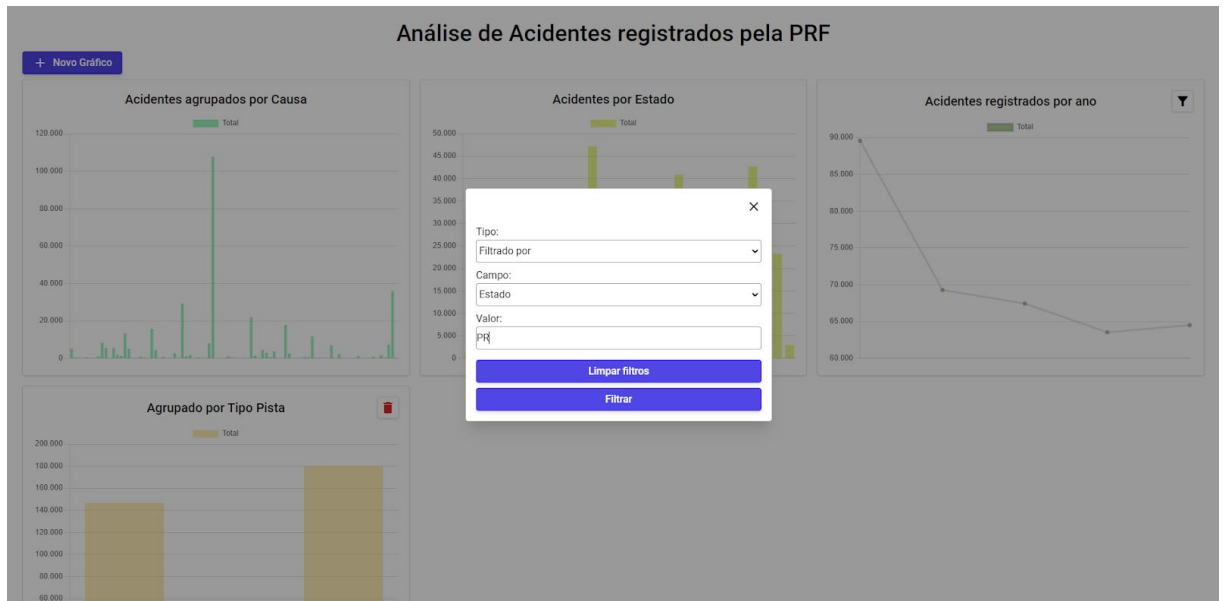 Análise de Acidentes registrados pela PRF
+ Novo Gráfico
Acidentes agrupados por Causa
Total
120.000
100.000
80.000
60.000
40.000
20.000
0
Acidentes por Estado
Total
50.000
45.000
40.000
35.000
30.000
25.000
20.000
15.000
10.000
5.000
0
Acidentes registrados por ano
Total
90.000
85.000
80.000
75.000
70.000
65.000
60.000
Tipo:
Filtrado por
Campo:
Estado
Valor:
PR
Limpar filtros
Filtrar
Agrupado por Tipo Pista
Total
200.000
180.000
160.000
140.000
120.000
100.000
80.000
60.000